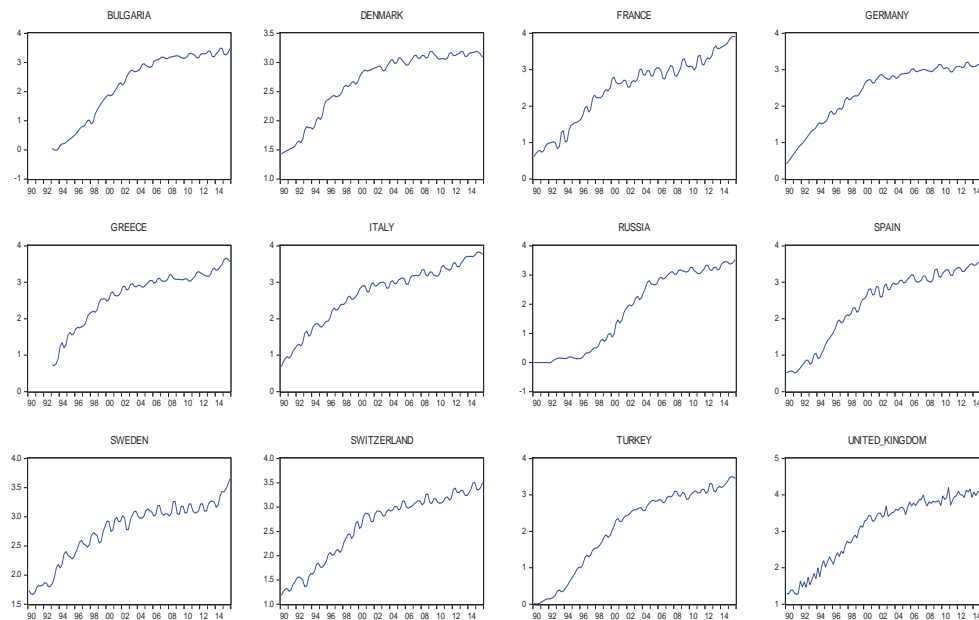 BULGARIA DENMARK FRANCE GERMANY
4 3.5 4 4
3 3.0 3 3
2 2.5 2 2
1 2.0
0 1.5 1 1
-1 1.0 0 0
90 92 94 96 98 00 02 04 06 08 10 12 14 90 92 94 96 98 00 02 04 06 08 10 12 14 90 92 94 96 98 00 02 04 06 08 10 12 14 90 92 94 96 98 00 02 04 06 08 10 12 14
GREECE ITALY RUSSIA SPAIN
4 4 4 4
3 3 3 3
2 2 2 2
1 1 1 1
0 0 0 0
-1
90 92 94 96 98 00 02 04 06 08 10 12 14 90 92 94 96 98 00 02 04 06 08 10 12 14 90 92 94 96 98 00 02 04 06 08 10 12 14 90 92 94 96 98 00 02 04 06 08 10 12 14
SWEDEN SWITZERLAND TURKEY UNITED_KINGDOM
4.0 4.0 4 5
3.5 3.5 3 4
3.0 3.0
2.5 2.5 2 3
2.0 2.0 1 2
1.5 1.5
1.0 0 1
90 92 94 96 98 00 02 04 06 08 10 12 14 90 92 94 96 98 00 02 04 06 08 10 12 14 90 92 94 96 98 00 02 04 06 08 10 12 14 90 92 94 96 98 00 02 04 06 08 10 12 14